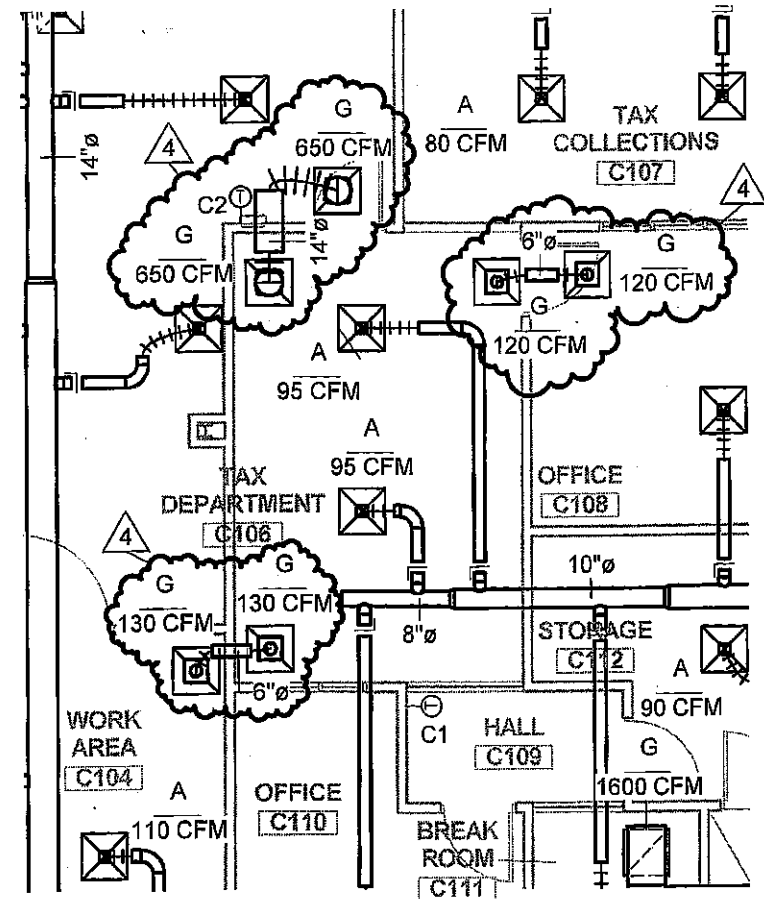 G
650 CFM
A
80 CFM
TAX
COLLECTIONS
C107
4
14"ø
C2
T
G
650 CFM
14"ø
4
6"ø
G
120 CFM
G
120 CFM
A
95 CFM
A
95 CFM
TAX
DEPARTMENT
C106
OFFICE
C108
4
G
130 CFM
G
130 CFM
6"ø
8"ø
10"ø
STORAGE
C112
A
90 CFM
T
C1
HALL
C109
G
1600 CFM
WORK
AREA
C104
A
110 CFM
OFFICE
C110
BREAK
ROOM
C111